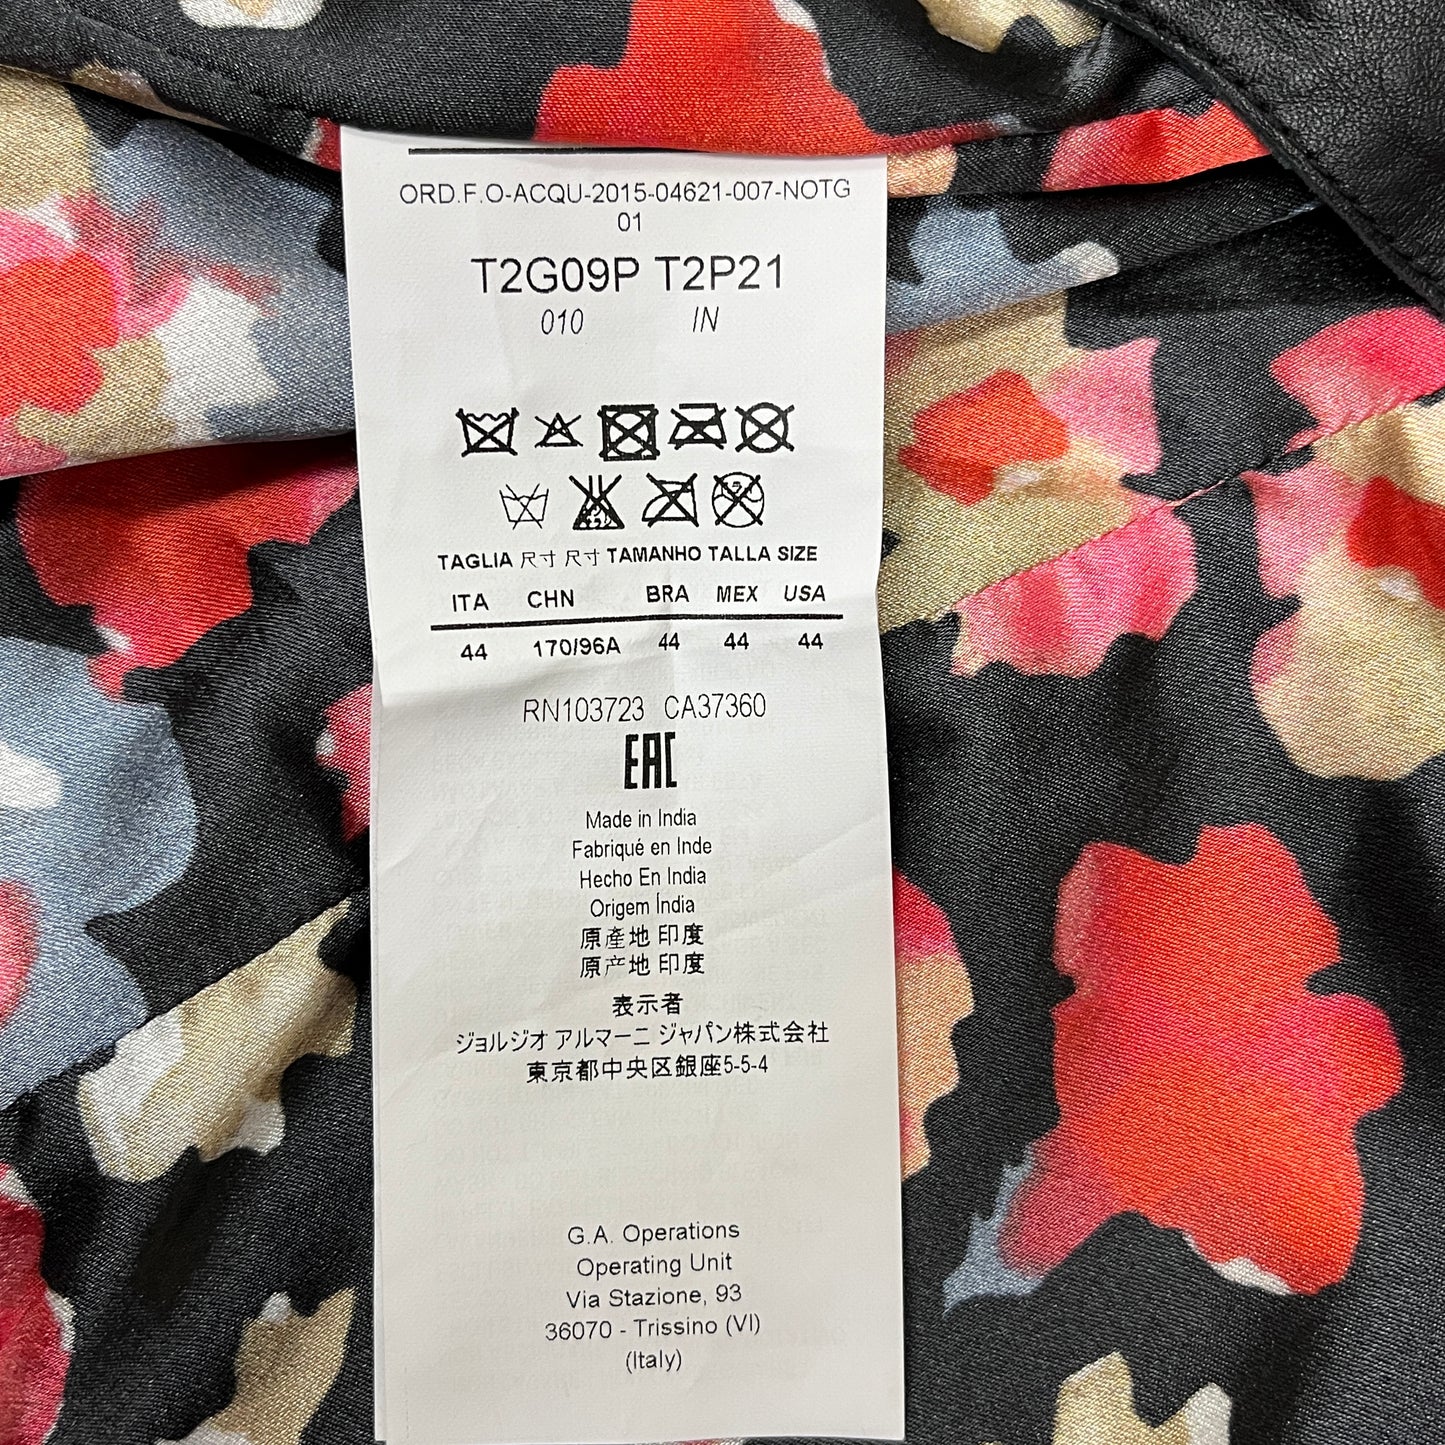 ORD.F.O-ACQU-2015-04621-007-NOTG
01
T2G09P T2P21
010 IN
TAGLIA 尺寸 尺寸 TAMANHO TALLA SIZE
ITA CHN BRA MEX USA
44 170/96A 44 44 44
RN103723 CA37360
EAC
Made in India
Fabriqué en Inde
Hecho En India
Origem Índia
原產地 印度
原产地 印度
表示者
ジョルジオ アルマーニ ジャパン株式会社
東京都中央区銀座5-5-4
G.A. Operations
Operating Unit
Via Stazione, 93
36070 - Trissino (VI)
(Italy)